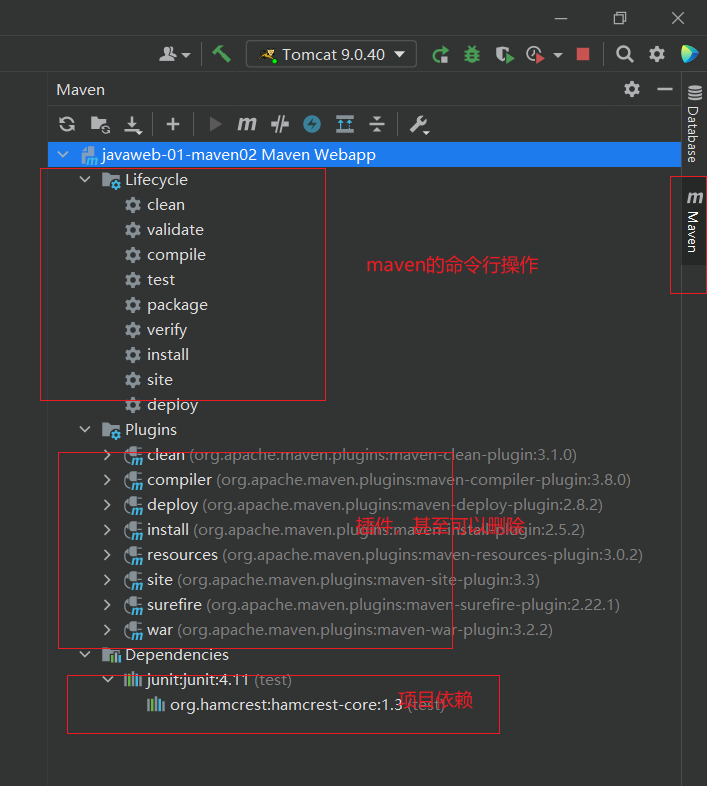 Tomcat 9.0.40
Maven
Database
javaweb-01-maven02 Maven Webapp
Lifecycle
clean
validate
Maven
compile
maven的命令行操作
test
package
verify
install
site
deploy
Plugins
clean (org.apache.maven.plugins:maven-clean-plugin:3.1.0)
compiler (org.apache.maven.plugins:maven-compiler-plugin:3.8.0)
deploy (org.apache.maven.plugins:maven-deploy-plugin:2.8.2)
插件，甚至可以删除
install (org.apache.maven.plugins:maven-install-plugin:2.5.2)
resources (org.apache.maven.plugins:maven-resources-plugin:3.0.2)
site (org.apache.maven.plugins:maven-site-plugin:3.3)
surefire (org.apache.maven.plugins:maven-surefire-plugin:2.22.1)
war (org.apache.maven.plugins:maven-war-plugin:3.2.2)
Dependencies
junit:junit:4.11 (test)
项目依赖
org.hamcrest:hamcrest-core:1.3 (test)